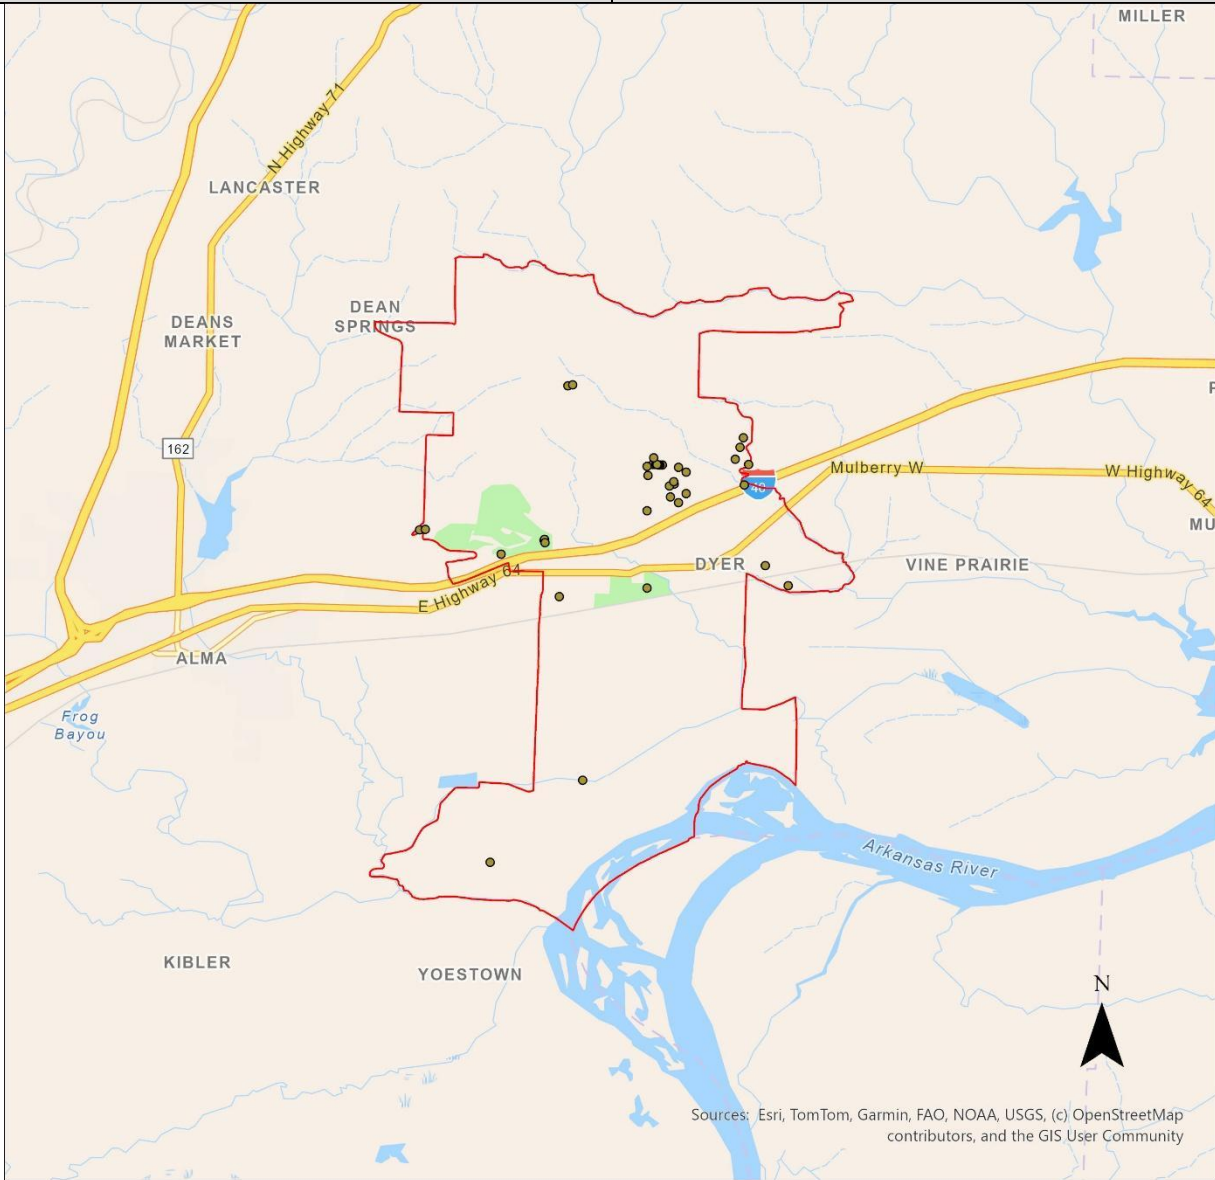 MILLER
N Highway 71
LANCASTER
DEAN
SPRINGS
DEANS
MARKET
162
Mulberry W
W Highway 64
40
MU
DYER
VINE PRAIRIE
E Highway 64
ALMA
Frog
Bayou
Arkansas River
KIBLER
YOESTOWN
N
Sources: Esri, TomTom, Garmin, FAO, NOAA, USGS, (c) OpenStreetMap
contributors, and the GIS User Community